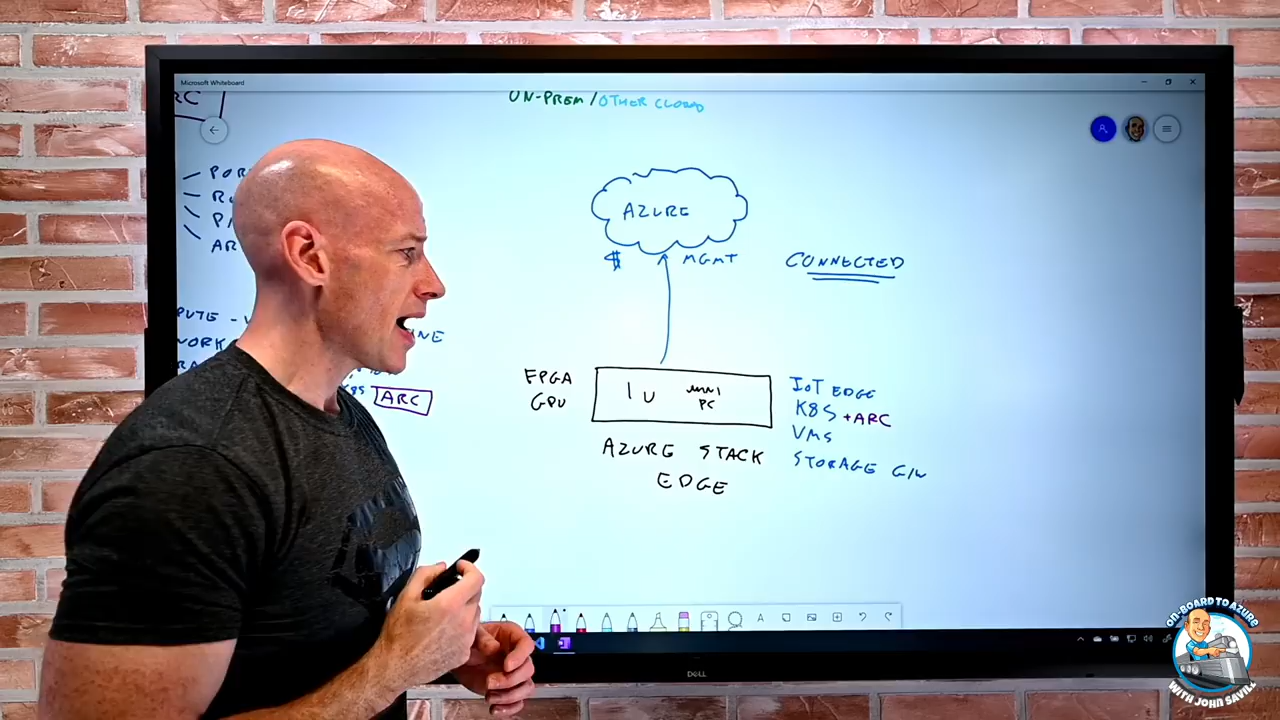 Microsoft Whiteboard
RC
ON-PREM / OTHER CLOUD
AZURE
$ MGMT
CONNECTED
ARC
FPGA
GPU
1U mini
PC
IoT EDGE
K8S +ARC
VMS
STORAGE G/W
AZURE STACK
EDGE
DELL
ON-BOARD TO AZURE
WITH JOHN SAVILL